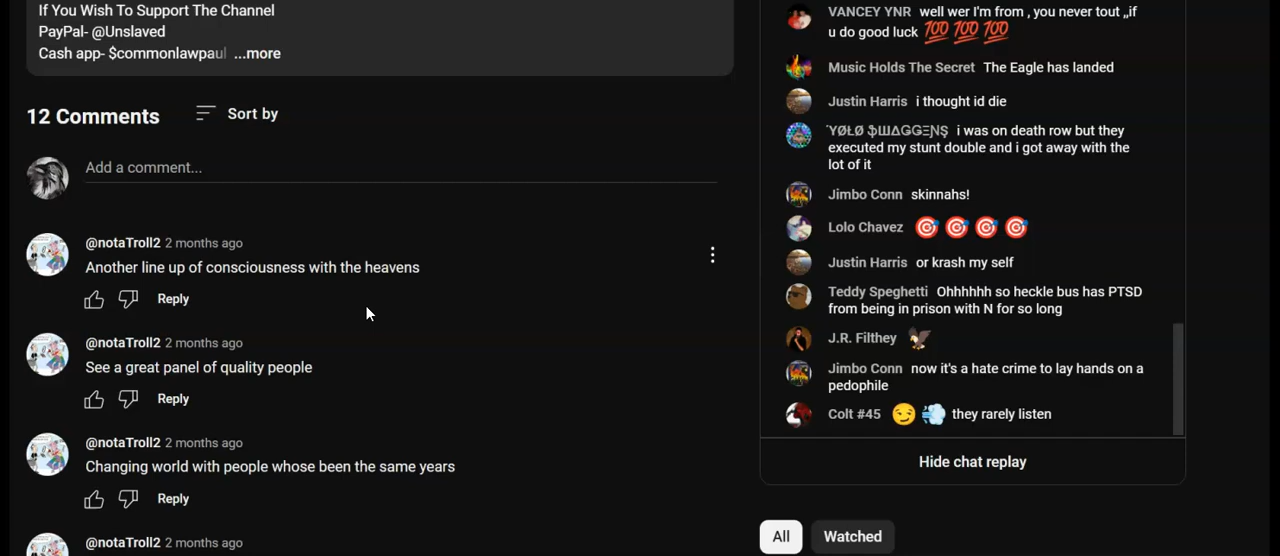 If You Wish To Support The Channel
PayPal- @Unslaved
Cash app- $commonlawpaul ...more
12 Comments
Sort by
Add a comment...
@notaTroll2 2 months ago
Another line up of consciousness with the heavens
Reply
@notaTroll2 2 months ago
See a great panel of quality people
Reply
@notaTroll2 2 months ago
Changing world with people whose been the same years
Reply
@notaTroll2 2 months ago
VANCEY YNR well wer I'm from , you never tout ,,if
u do good luck 💯 💯 💯
Music Holds The Secret The Eagle has landed
Justin Harris i thought id die
i was on death row but they
executed my stunt double and i got away with the
lot of it
Jimbo Conn skinnahs!
Lolo Chavez 🎯 🎯 🎯 🎯
Justin Harris or krash my self
Teddy Speghetti Ohhhhhh so heckle bus has PTSD
from being in prison with N for so long
J.R. Filthey 🦅
Jimbo Conn now it's a hate crime to lay hands on a
pedophile
Colt #45 😏 💨 they rarely listen
Hide chat replay
All
Watched